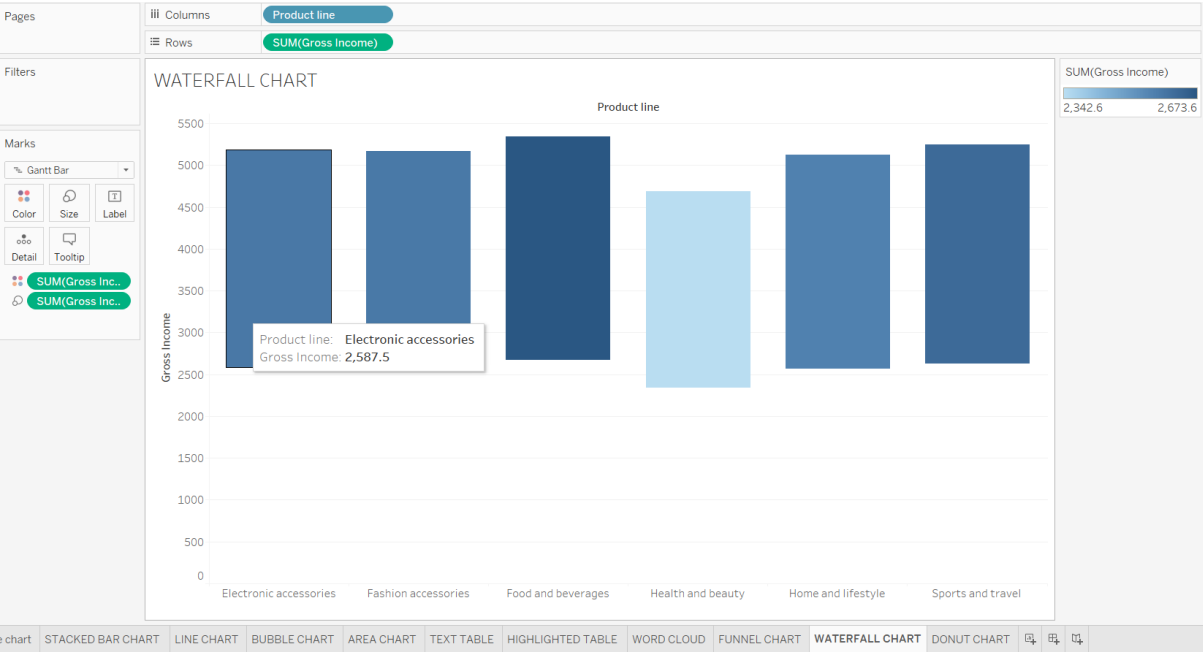 Pages
Columns
Product line
Rows
SUM(Gross Income)
Filters
Marks
Gantt Bar
Color
Size
Label
Detail
Tooltip
SUM(Gross Inc..
SUM(Gross Inc..
WATERFALL CHART
Product line
Gross Income
5500
5000
4500
4000
3500
3000
2500
2000
1500
1000
500
0
Product line: Electronic accessories
Gross Income: 2,587.5
Electronic accessories
Fashion accessories
Food and beverages
Health and beauty
Home and lifestyle
Sports and travel
SUM(Gross Income)
2,342.6 2,673.6
e chart
STACKED BAR CHART
LINE CHART
BUBBLE CHART
AREA CHART
TEXT TABLE
HIGHLIGHTED TABLE
WORD CLOUD
FUNNEL CHART
WATERFALL CHART
DONUT CHART